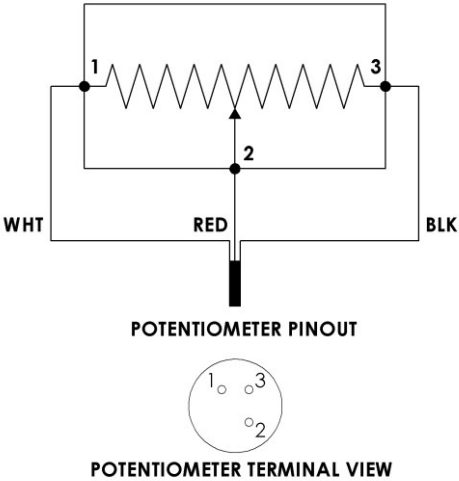 1 3
2
WHT RED BLK
POTENTIOMETER PINOUT
1 3
2
POTENTIOMETER TERMINAL VIEW